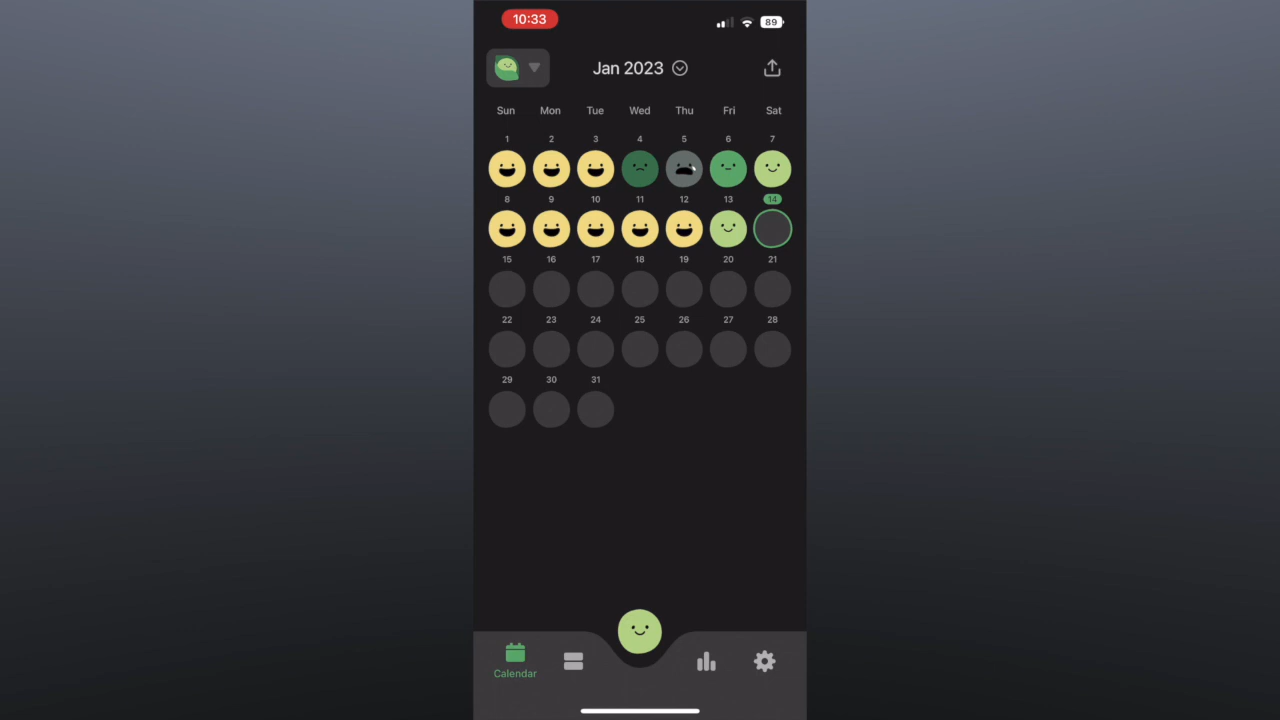 10:33
89
Jan 2023
Sun Mon Tue Wed Thu Fri Sat
1 2 3 4 5 6 7
8 9 10 11 12 13 14
15 16 17 18 19 20 21
22 23 24 25 26 27 28
29 30 31
Calendar